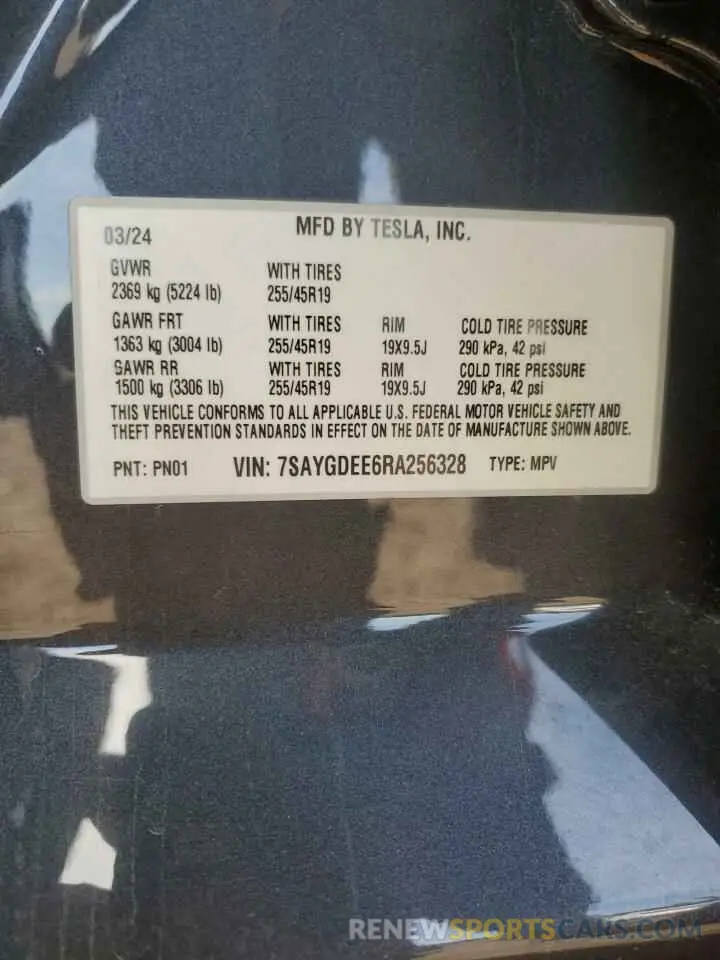 03/24 MFD BY TESLA, INC.
GVWR WITH TIRES
2369 kg (5224 lb) 255/45R19
GAWR FRT WITH TIRES RIM COLD TIRE PRESSURE
1363 kg (3004 lb) 255/45R19 19X9.5J 290 kPa, 42 psi
GAWR RR WITH TIRES RIM COLD TIRE PRESSURE
1500 kg (3306 lb) 255/45R19 19X9.5J 290 kPa, 42 psi
THIS VEHICLE CONFORMS TO ALL APPLICABLE U.S. FEDERAL MOTOR VEHICLE SAFETY AND
THEFT PREVENTION STANDARDS IN EFFECT ON THE DATE OF MANUFACTURE SHOWN ABOVE.
PNT: PN01 VIN: 7SAYGDEE6RA256328 TYPE: MPV
RENEWSPORTSCARS.COM